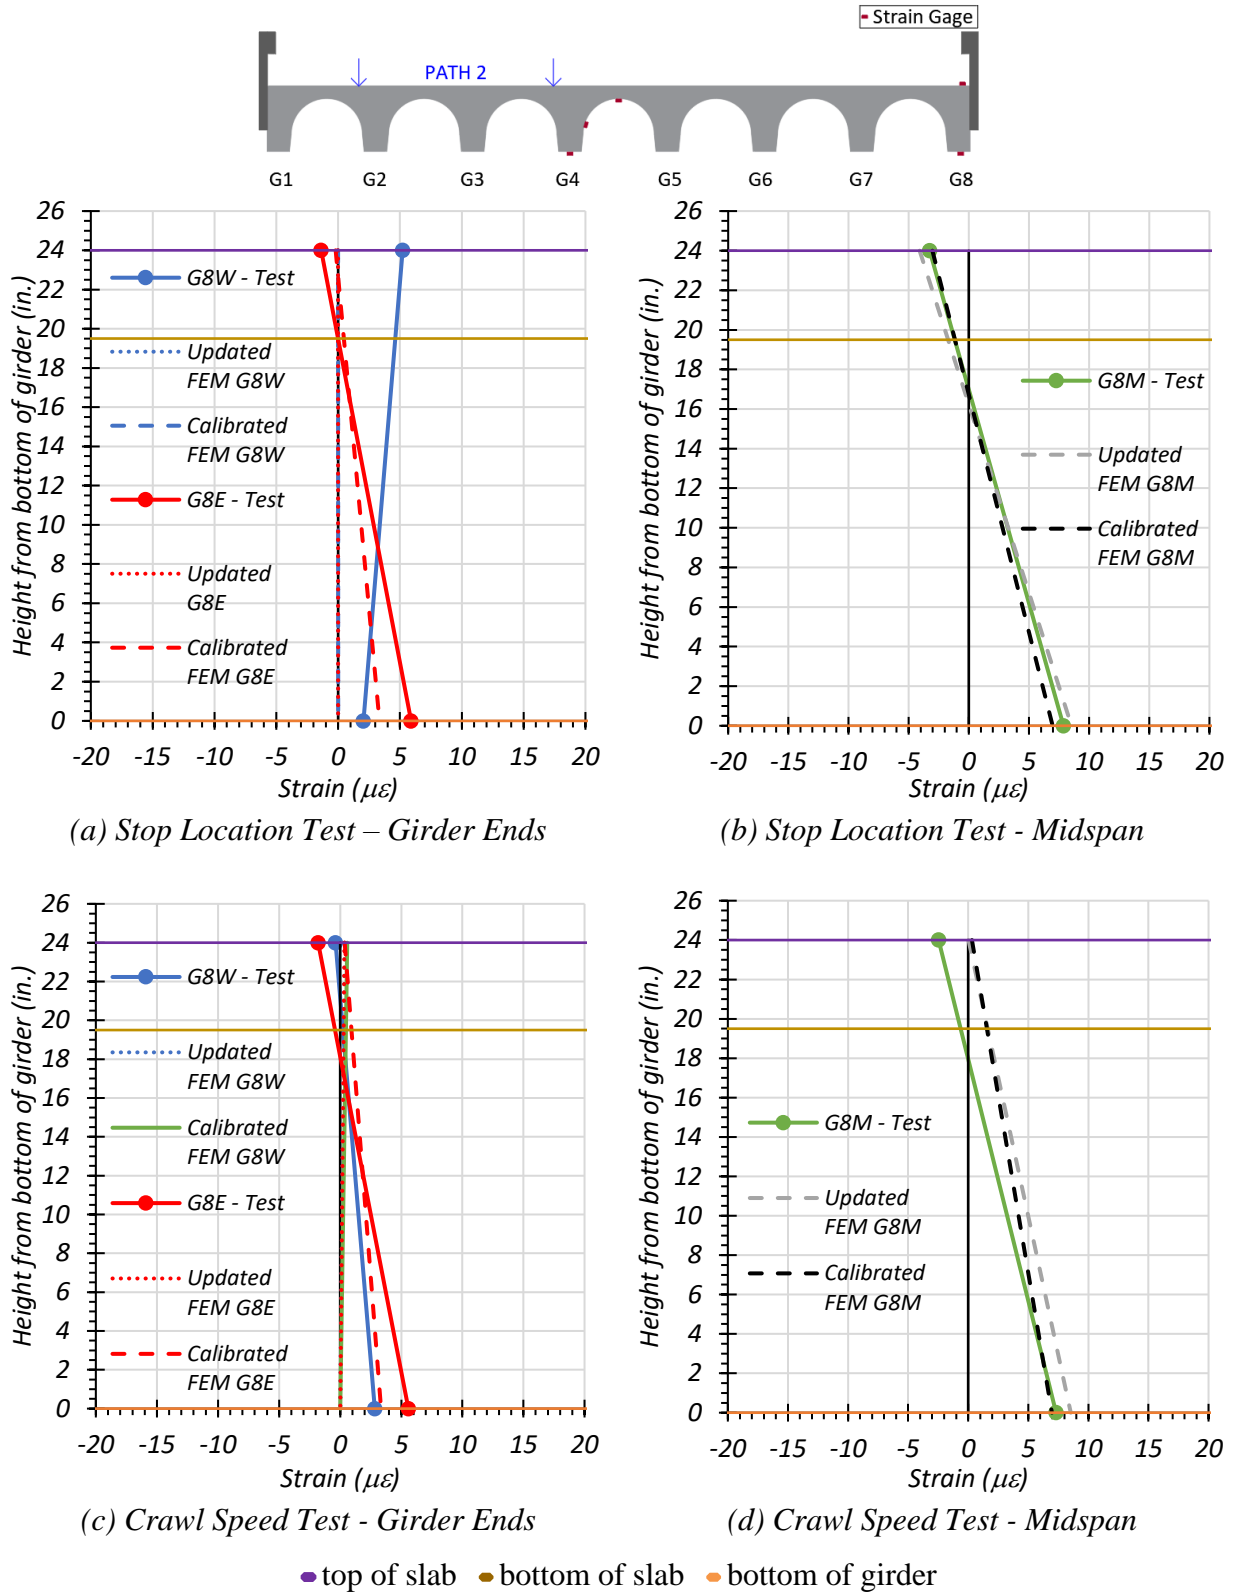 Strain Gage
PATH 2
G1 G2 G3 G4 G5 G6 G7 G8
Height from bottom of girder (in.)
26
24
22
20
18
16
14
12
10
8
6
4
2
0
-20 -15 -10 -5 0 5 10 15 20
Strain (με)
G8W - Test
Updated
FEM G8W
Calibrated
FEM G8W
G8E - Test
Updated
G8E
Calibrated
FEM G8E
(a) Stop Location Test – Girder Ends
Height from bottom of girder (in.)
26
24
22
20
18
16
14
12
10
8
6
4
2
0
-20 -15 -10 -5 0 5 10 15 20
Strain (με)
G8M - Test
Updated
FEM G8M
Calibrated
FEM G8M
(b) Stop Location Test - Midspan
Height from bottom of girder (in.)
26
24
22
20
18
16
14
12
10
8
6
4
2
0
-20 -15 -10 -5 0 5 10 15 20
Strain (με)
G8W - Test
Updated
FEM G8W
Calibrated
FEM G8W
G8E - Test
Updated
FEM G8E
Calibrated
FEM G8E
(c) Crawl Speed Test - Girder Ends
Height from bottom of girder (in.)
26
24
22
20
18
16
14
12
10
8
6
4
2
0
-20 -15 -10 -5 0 5 10 15 20
Strain (με)
G8M - Test
Updated
FEM G8M
Calibrated
FEM G8M
(d) Crawl Speed Test - Midspan
top of slab bottom of slab bottom of girder